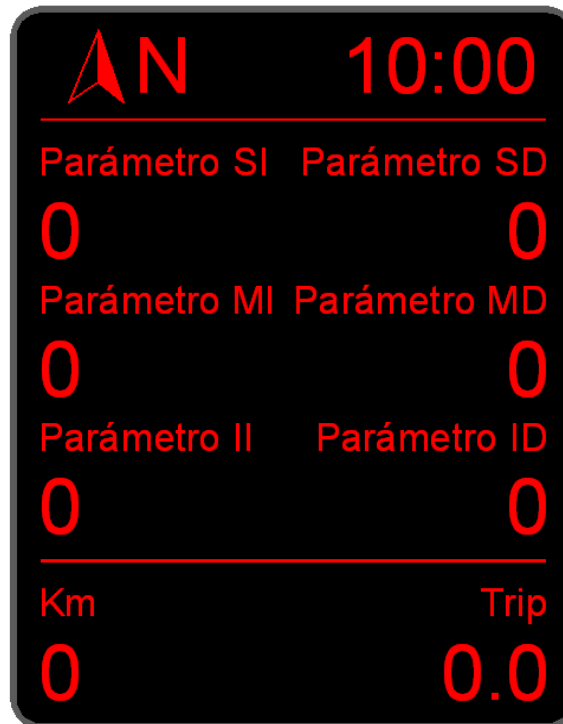 N 10:00
Parámetro SI Parámetro SD
0 0
Parámetro MI Parámetro MD
0 0
Parámetro II Parámetro ID
0 0
Km Trip
0 0.0